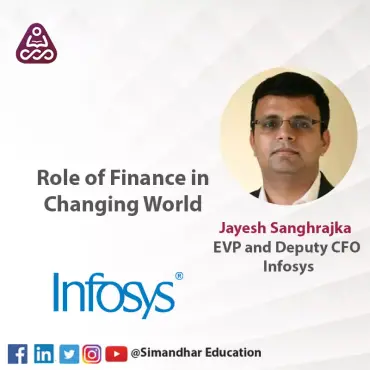 Role of Finance in
Changing World
Jayesh Sanghrajka
EVP and Deputy CFO
Infosys
Infosys®
@Simandhar Education